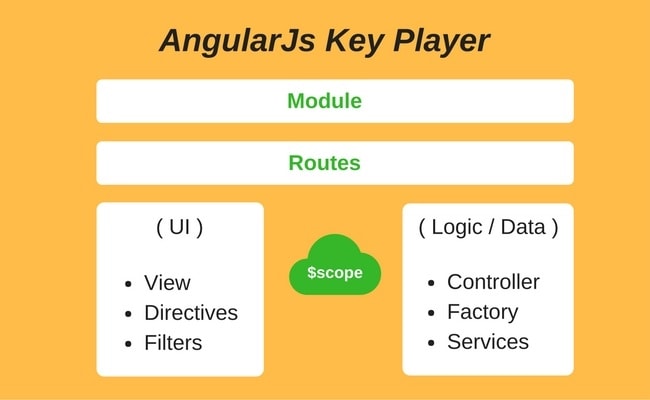 AngularJs Key Player
Module
Routes
( UI )
• View
• Directives
• Filters
$scope
( Logic / Data )
• Controller
• Factory
• Services